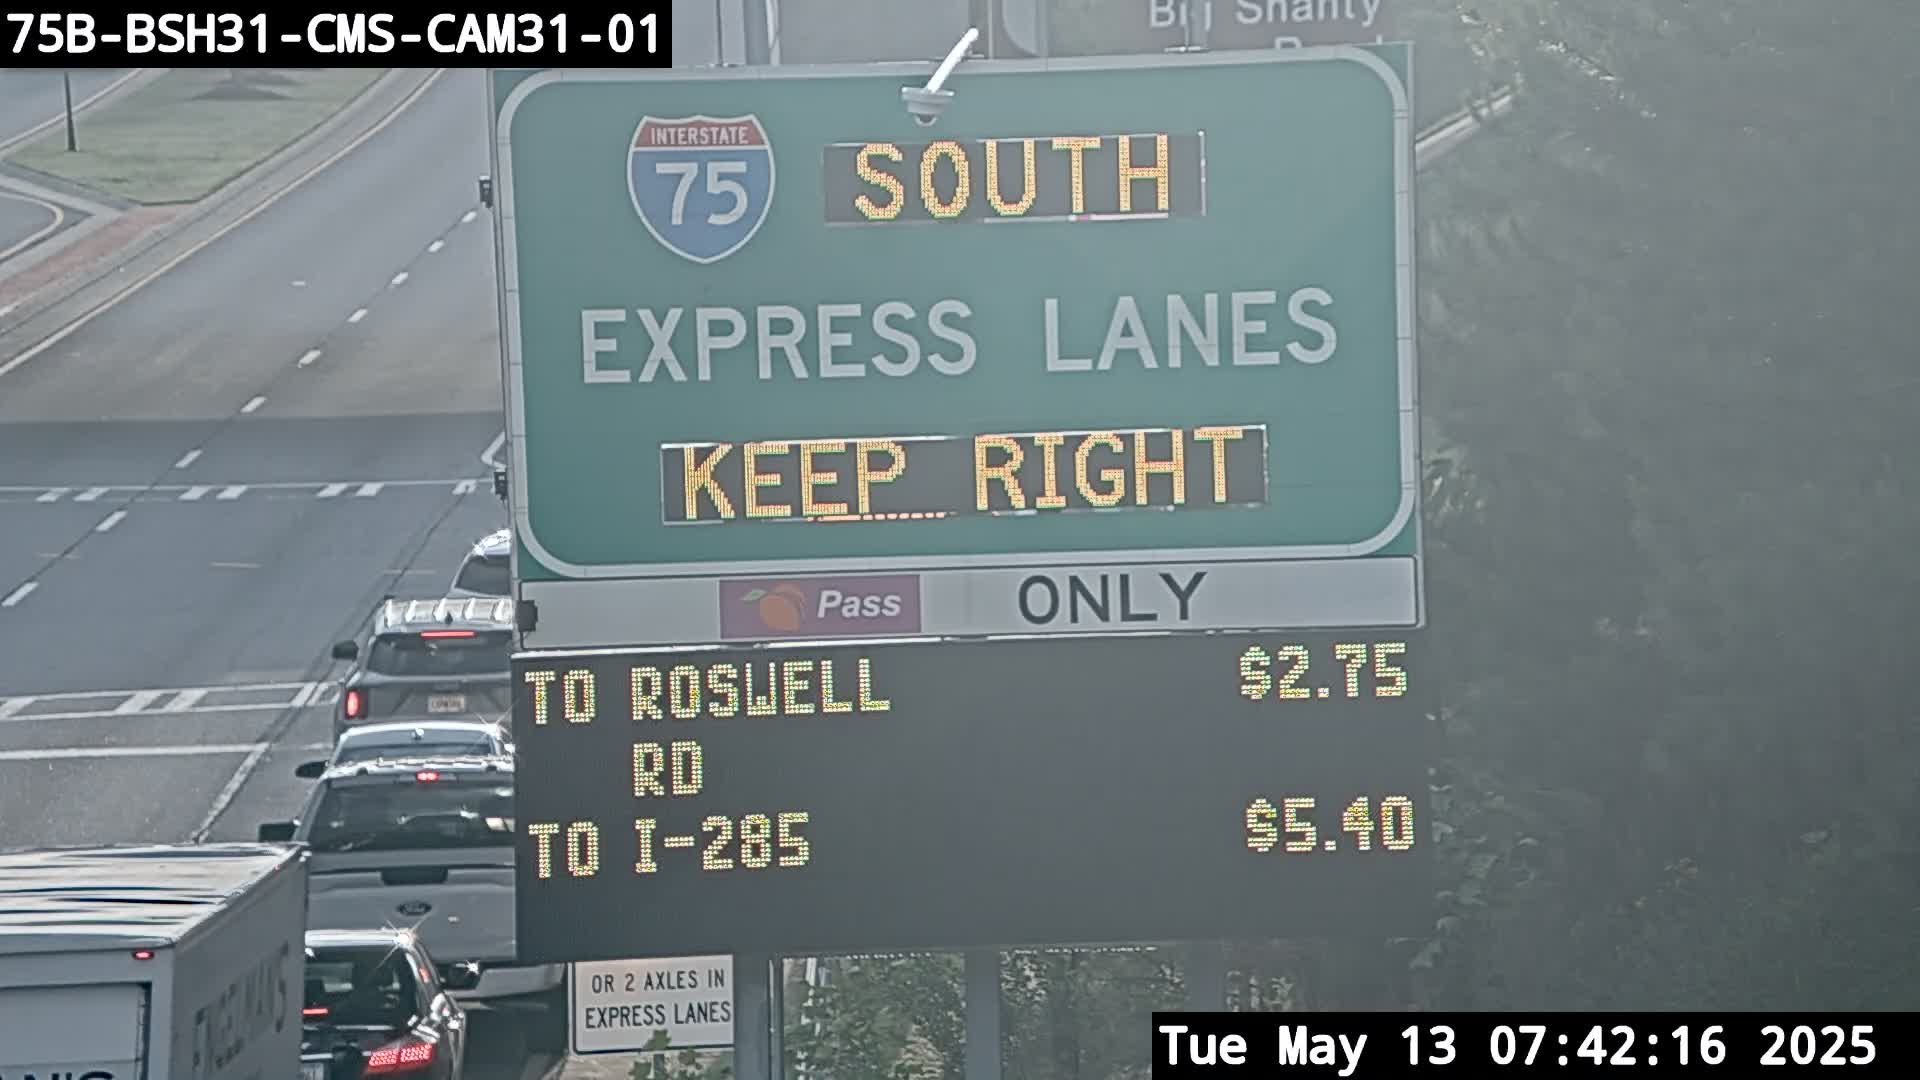 75B-BSH31-CMS-CAM31-01
Big Shanty
INTERSTATE
75
SOUTH
EXPRESS LANES
KEEP RIGHT
Pass
ONLY
TO ROSWELL $2.75
RD
TO I-285 $5.40
OR 2 AXLES IN
EXPRESS LANES
Tue May 13 07:42:16 2025